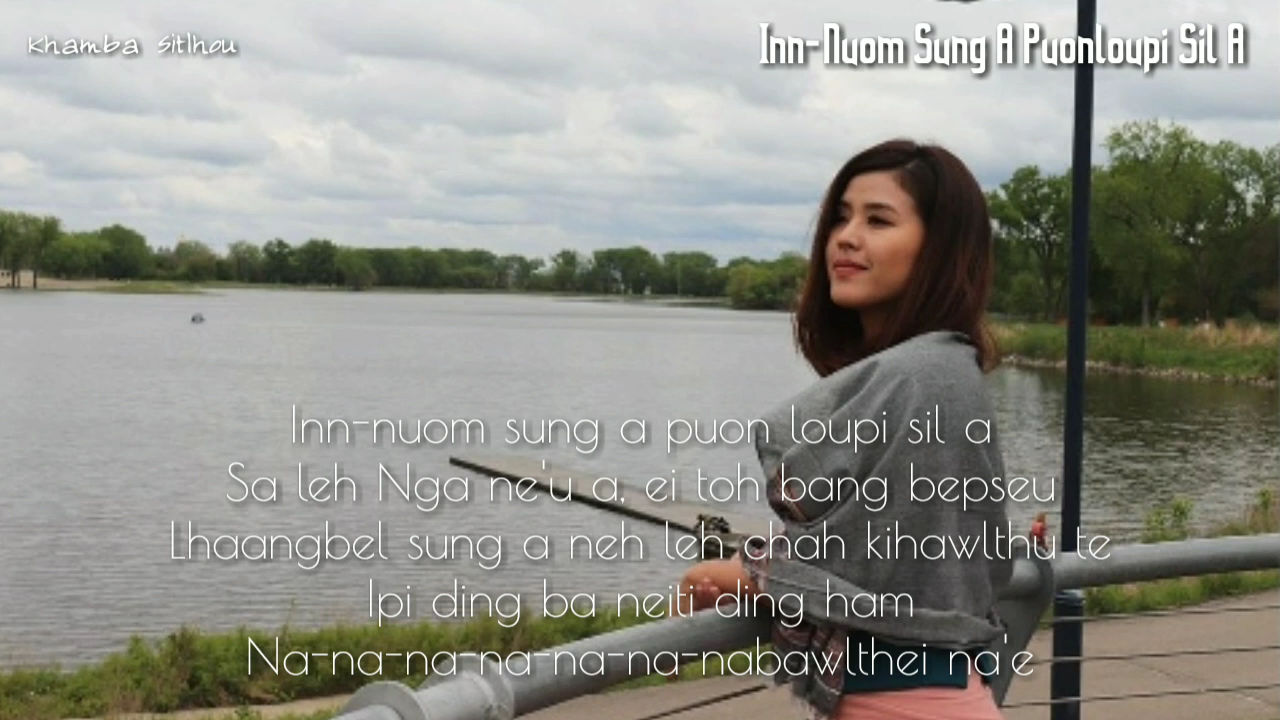 Khamba Sitlhou
Inn-Nuom Sung A Puonloupi Sil A
Inn-nuom sung a puon loupi sil a
Sa leh Nga ne'u a, ei toh bang bepseu
Lhaangbel sung a neh leh chah kihawlthu te
Ipi ding ba neiti ding ham
Na-na-na-na-na-na-nabawlthei na'e